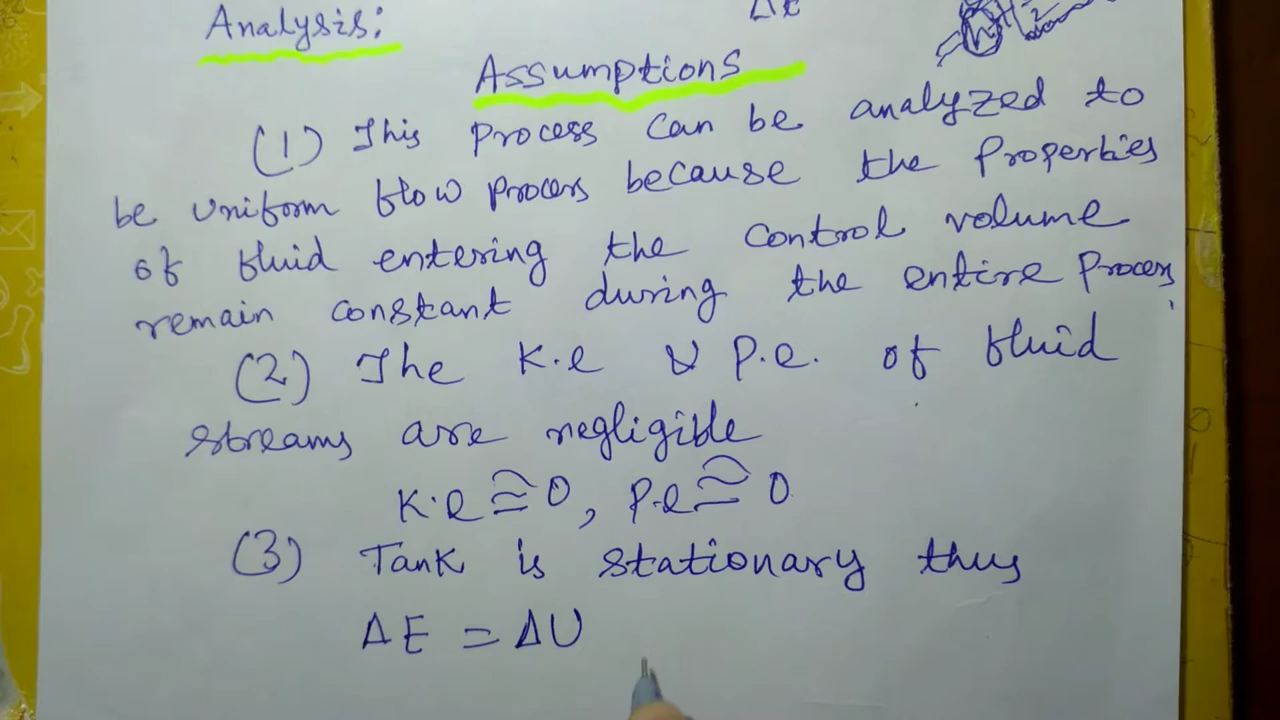 Analysis:
ΔE
Assumptions
(1) This process can be analyzed to
be uniform flow process because the properties
of fluid entering the control volume
remain constant during the entire process.
(2) The K.e & P.e. of fluid
streams are negligible
K.e ≅ 0, P.e ≅ 0
(3) Tank is stationary thus
ΔE = ΔU